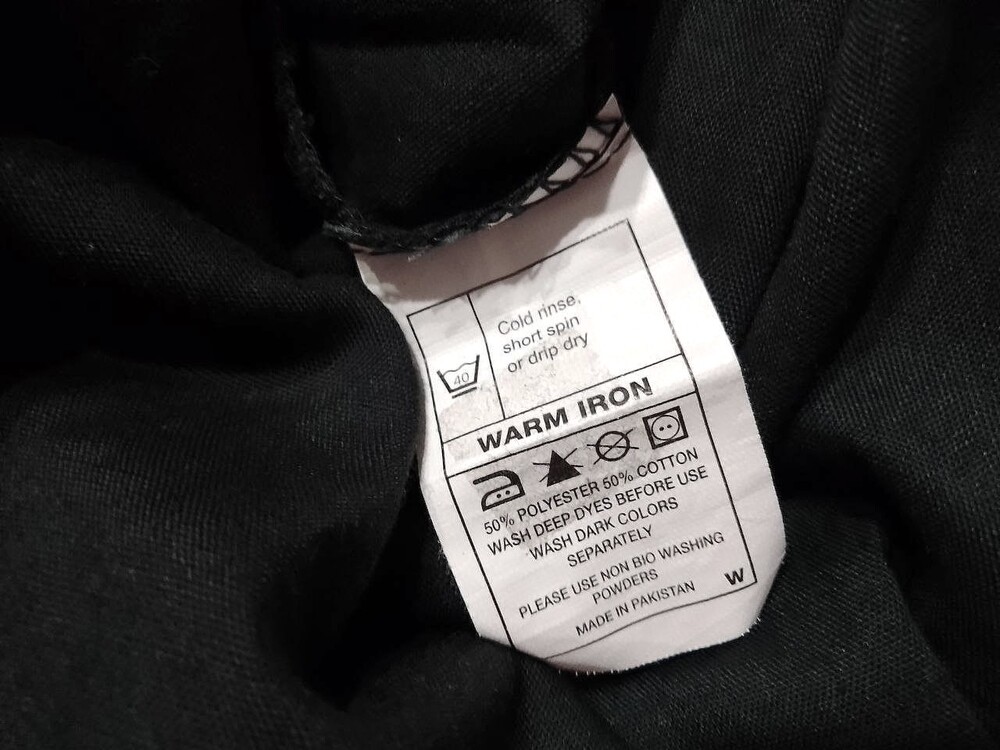 Cold rinse,
short spin
or drip dry
40
WARM IRON
50% POLYESTER 50% COTTON
WASH DEEP DYES BEFORE USE
WASH DARK COLORS
SEPARATELY
PLEASE USE NON BIO WASHING
POWDERS
MADE IN PAKISTAN
W